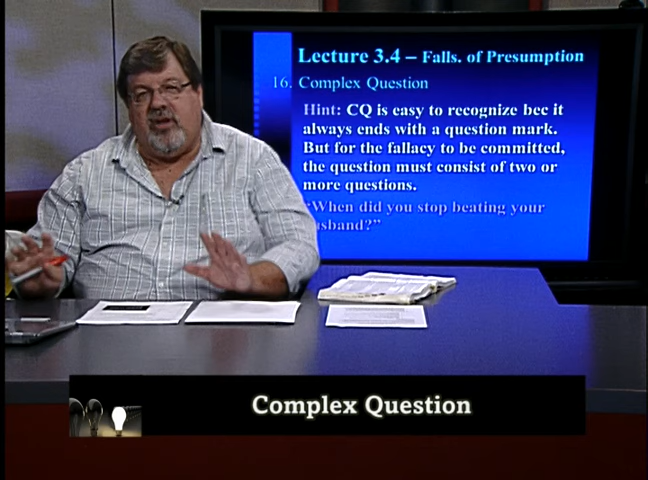 Lecture 3.4 – Falls. of Presumption
16. Complex Question
Hint: CQ is easy to recognize bec it
always ends with a question mark.
But for the fallacy to be committed,
the question must consist of two or
more questions.
"When did you stop beating your
usband?"
Complex Question